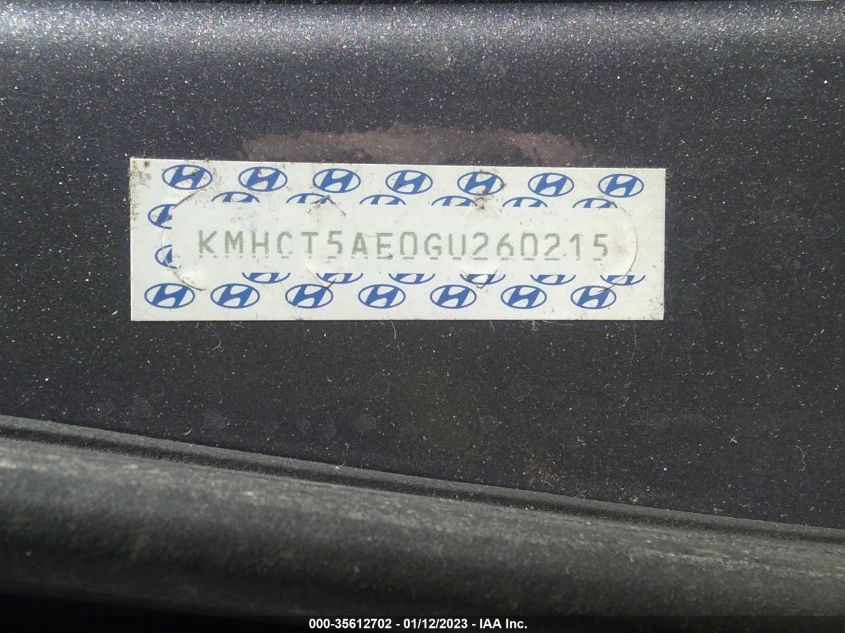 KMHCT5AE0GU260215
000-35612702 - 01/12/2023 - IAA Inc.